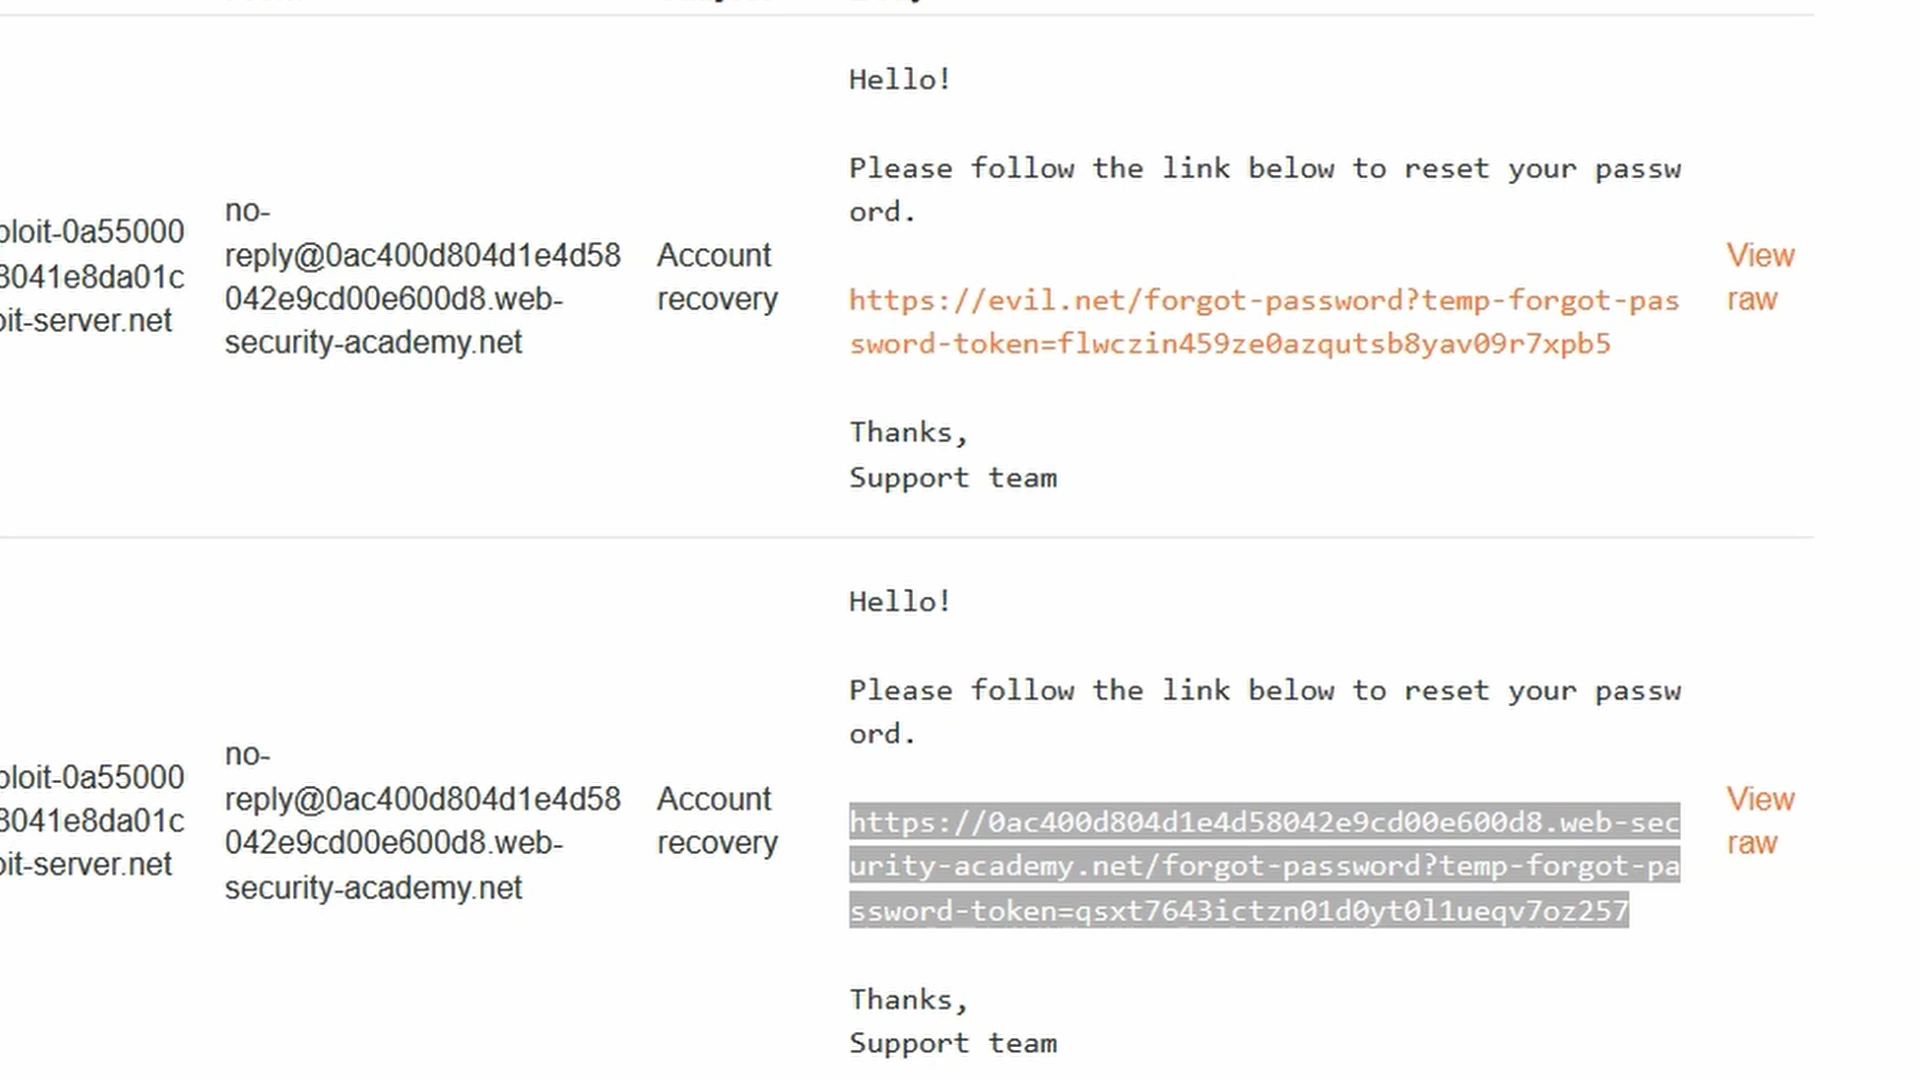 Hello!
Please follow the link below to reset your passw
ord.
ploit-0a55000
8041e8da01c
oit-server.net
no-
reply@0ac400d804d1e4d58
042e9cd00e600d8.web-
security-academy.net
Account
recovery
https://evil.net/forgot-password?temp-forgot-pas
sword-token=flwczin459ze0azqutsb8yav09r7xpb5
View
raw
Thanks,
Support team
Hello!
Please follow the link below to reset your passw
ord.
ploit-0a55000
8041e8da01c
oit-server.net
no-
reply@0ac400d804d1e4d58
042e9cd00e600d8.web-
security-academy.net
Account
recovery
https://0ac400d804d1e4d58042e9cd00e600d8.web-sec
urity-academy.net/forgot-password?temp-forgot-pa
ssword-token=qsxt7643ictzn01d0yt0l1ueqv7oz257
View
raw
Thanks,
Support team